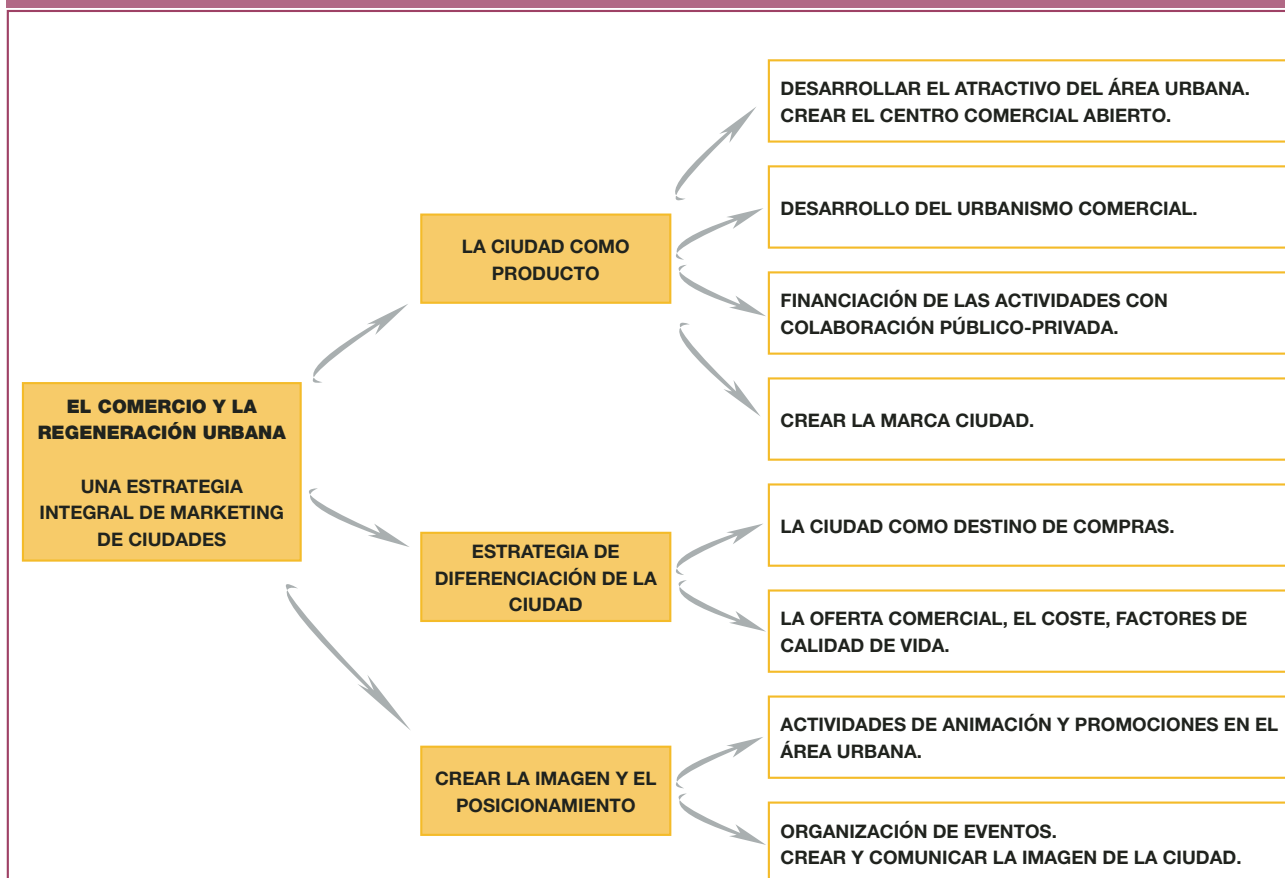 EL COMERCIO Y LA
REGENERACIÓN URBANA
UNA ESTRATEGIA
INTEGRAL DE MARKETING
DE CIUDADES
LA CIUDAD COMO
PRODUCTO
DESARROLLAR EL ATRACTIVO DEL ÁREA URBANA.
CREAR EL CENTRO COMERCIAL ABIERTO.
DESARROLLO DEL URBANISMO COMERCIAL.
FINANCIACIÓN DE LAS ACTIVIDADES CON
COLABORACIÓN PÚBLICO-PRIVADA.
CREAR LA MARCA CIUDAD.
ESTRATEGIA DE
DIFERENCIACIÓN DE LA
CIUDAD
LA CIUDAD COMO DESTINO DE COMPRAS.
LA OFERTA COMERCIAL, EL COSTE, FACTORES DE
CALIDAD DE VIDA.
CREAR LA IMAGEN Y EL
POSICIONAMIENTO
ACTIVIDADES DE ANIMACIÓN Y PROMOCIONES EN EL
ÁREA URBANA.
ORGANIZACIÓN DE EVENTOS.
CREAR Y COMUNICAR LA IMAGEN DE LA CIUDAD.